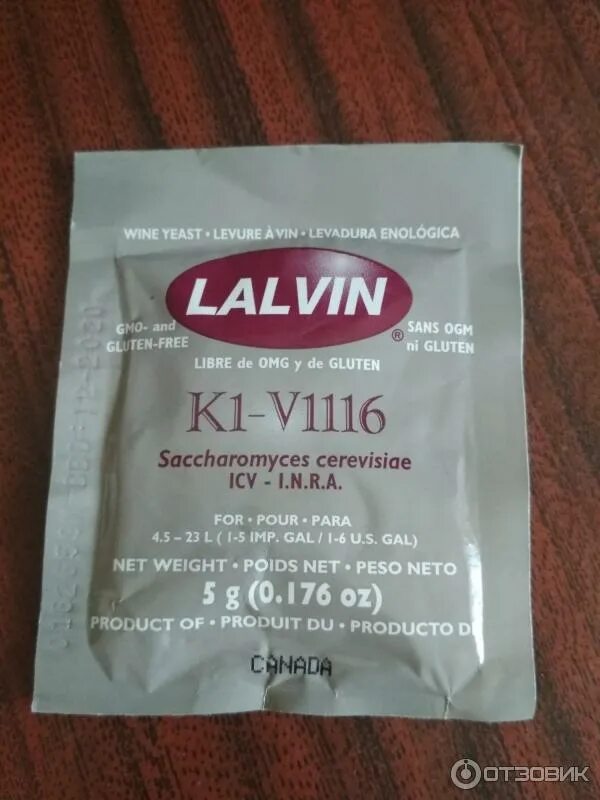 WINE YEAST • LEVURE À VIN • LEVADURA ENOLÓGICA
LALVIN
®
GMO- and
GLUTEN-FREE
SANS OGM
ni GLUTEN
LIBRE de OMG y de GLUTEN
K1-V1116
Saccharomyces cerevisiae
ICV - I.N.R.A.
FOR • POUR • PARA
4.5 – 23 L ( 1-5 IMP. GAL / 1-6 U.S. GAL)
NET WEIGHT • POIDS NET • PESO NETO
5 g (0.176 oz)
PRODUCT OF • PRODUIT DU • PRODUCTO DE
CANADA
12-2020
ОТЗОВИК